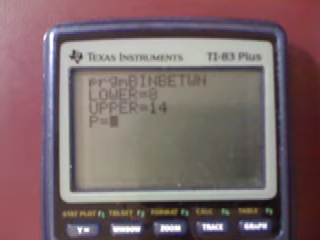 TEXAS INSTRUMENTS TI-83 Plus
prgmBINBETWN
LOWER=8
UPPER=14
P=
STAT PLOT F1 TBLSET F2 FORMAT F3 CALC F4 TABLE F5
Y= WINDOW ZOOM TRACE GRAPH